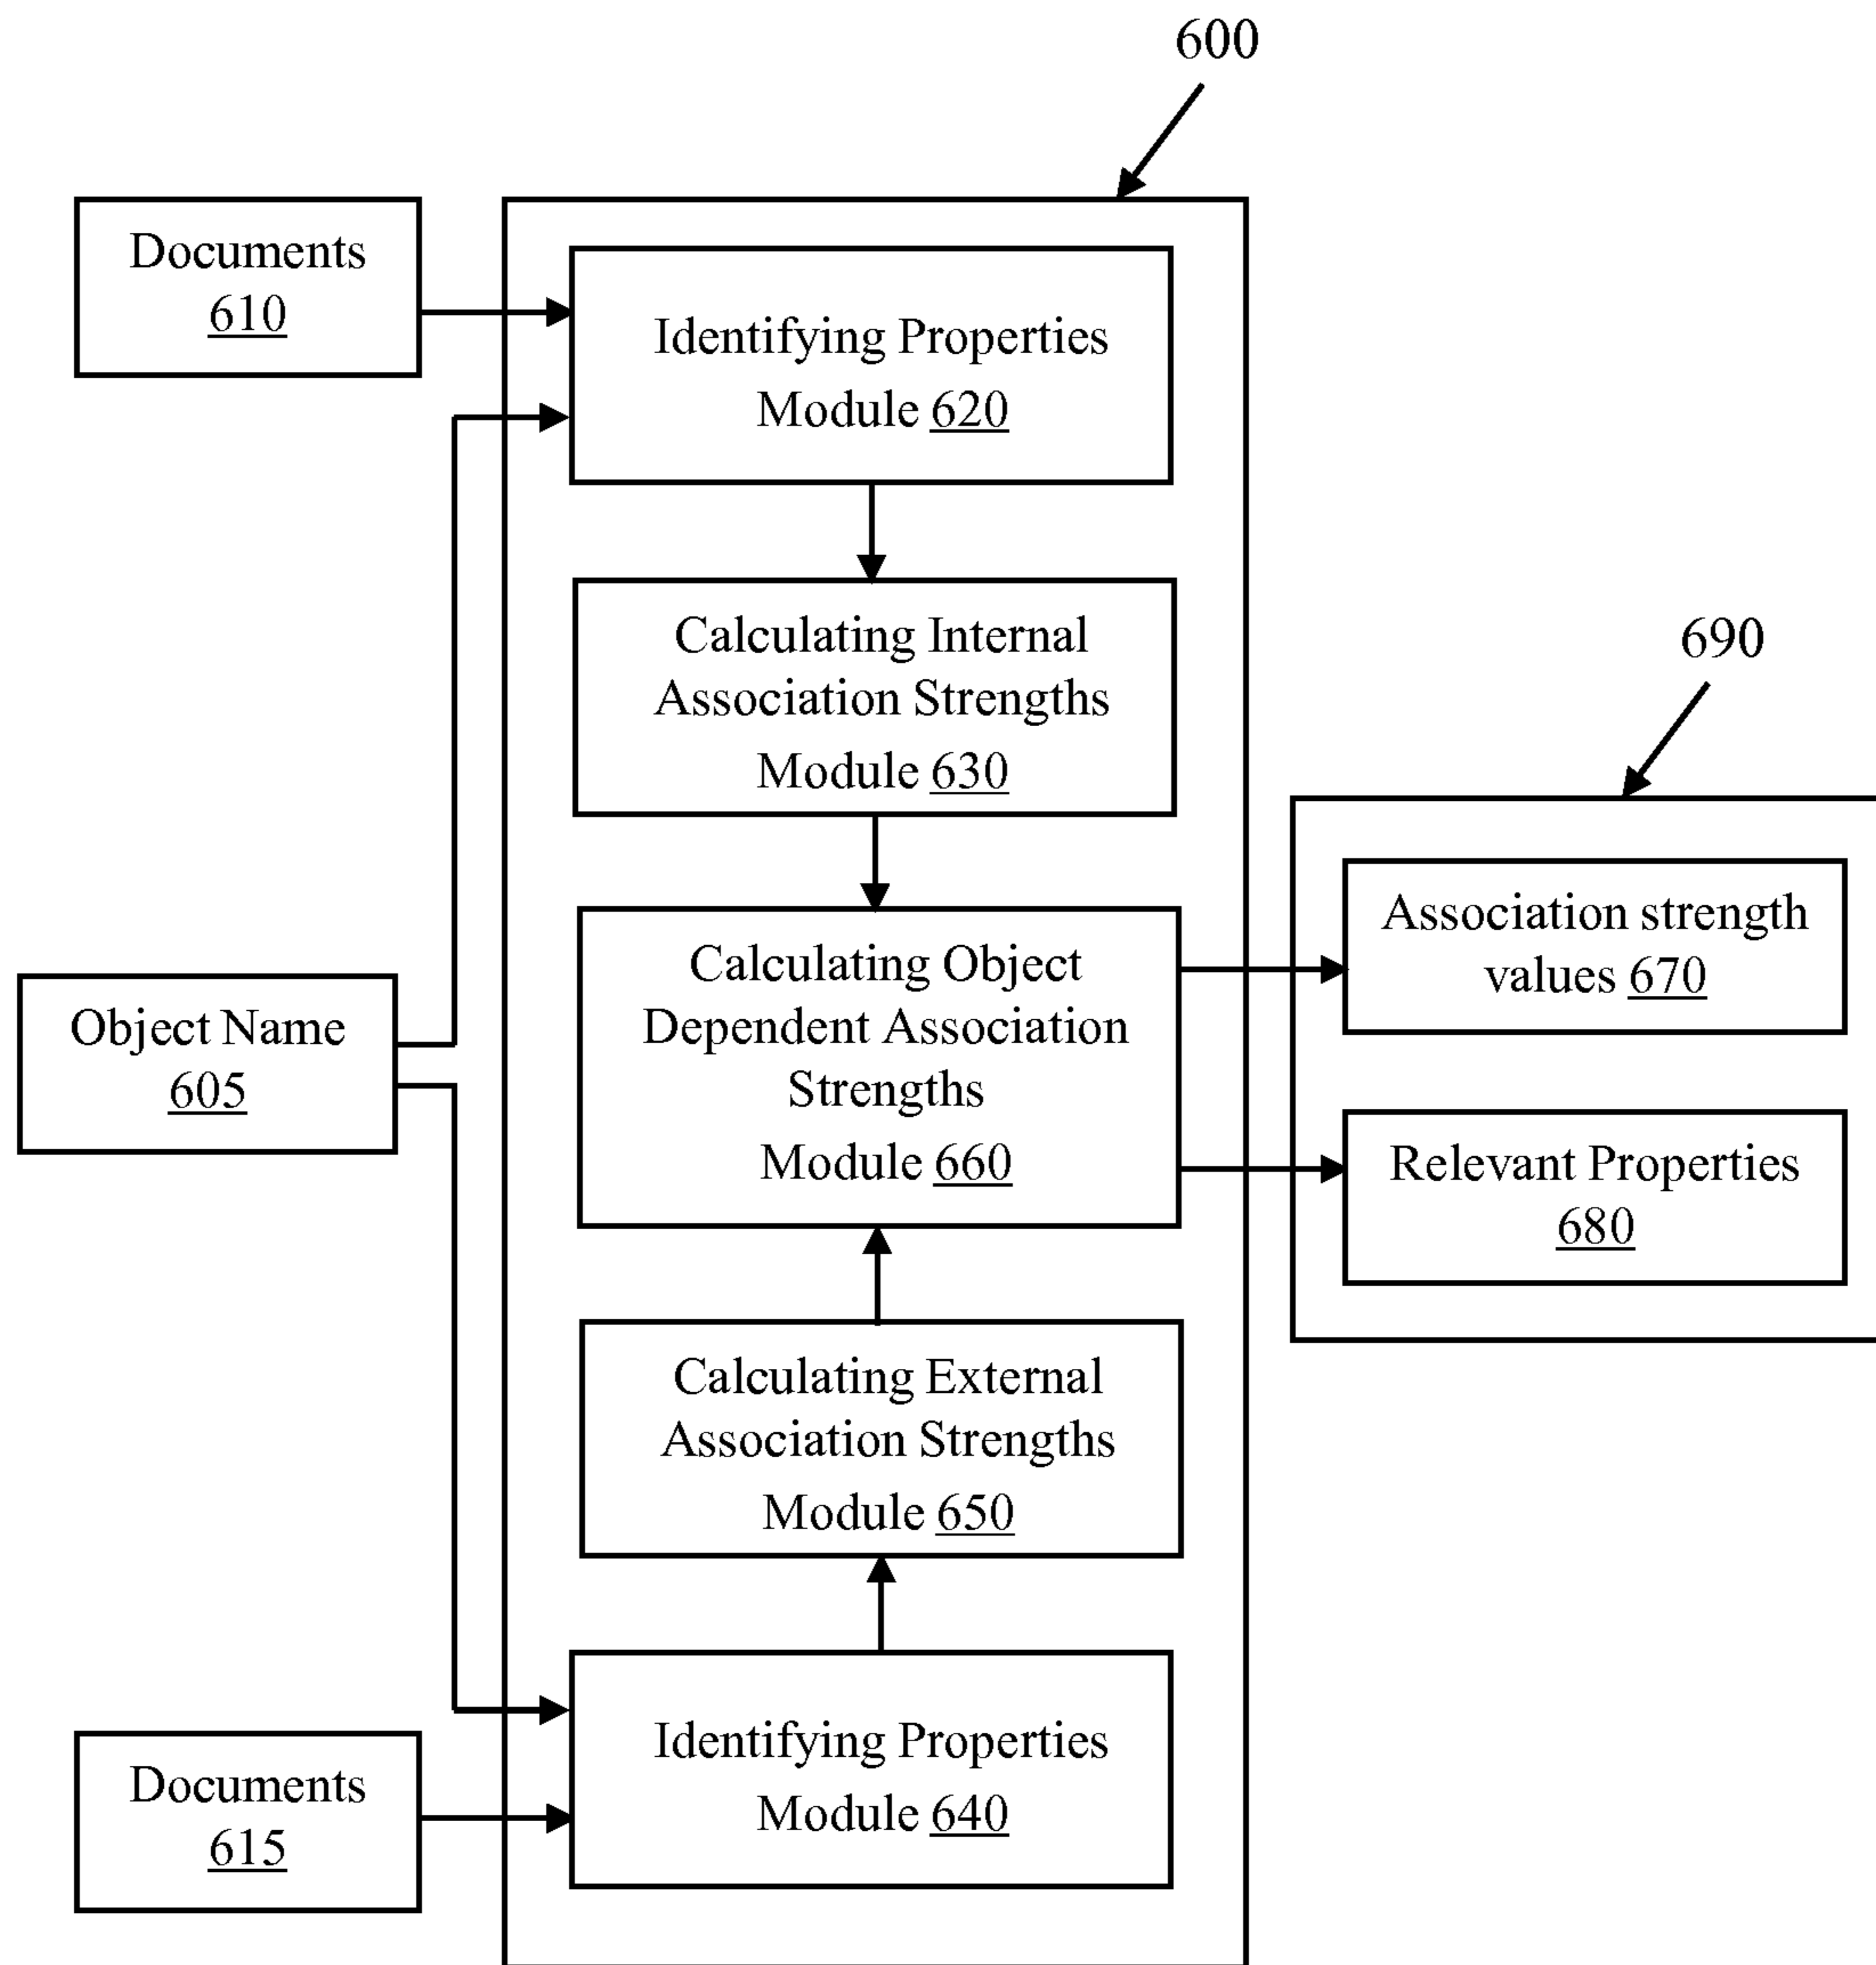 600
Documents
610
Identifying Properties
Module 620
Calculating Internal
Association Strengths
Module 630
690
Object Name
605
Calculating Object
Dependent Association
Strengths
Module 660
Association strength
values 670
Relevant Properties
680
Calculating External
Association Strengths
Module 650
Identifying Properties
Module 640
Documents
615